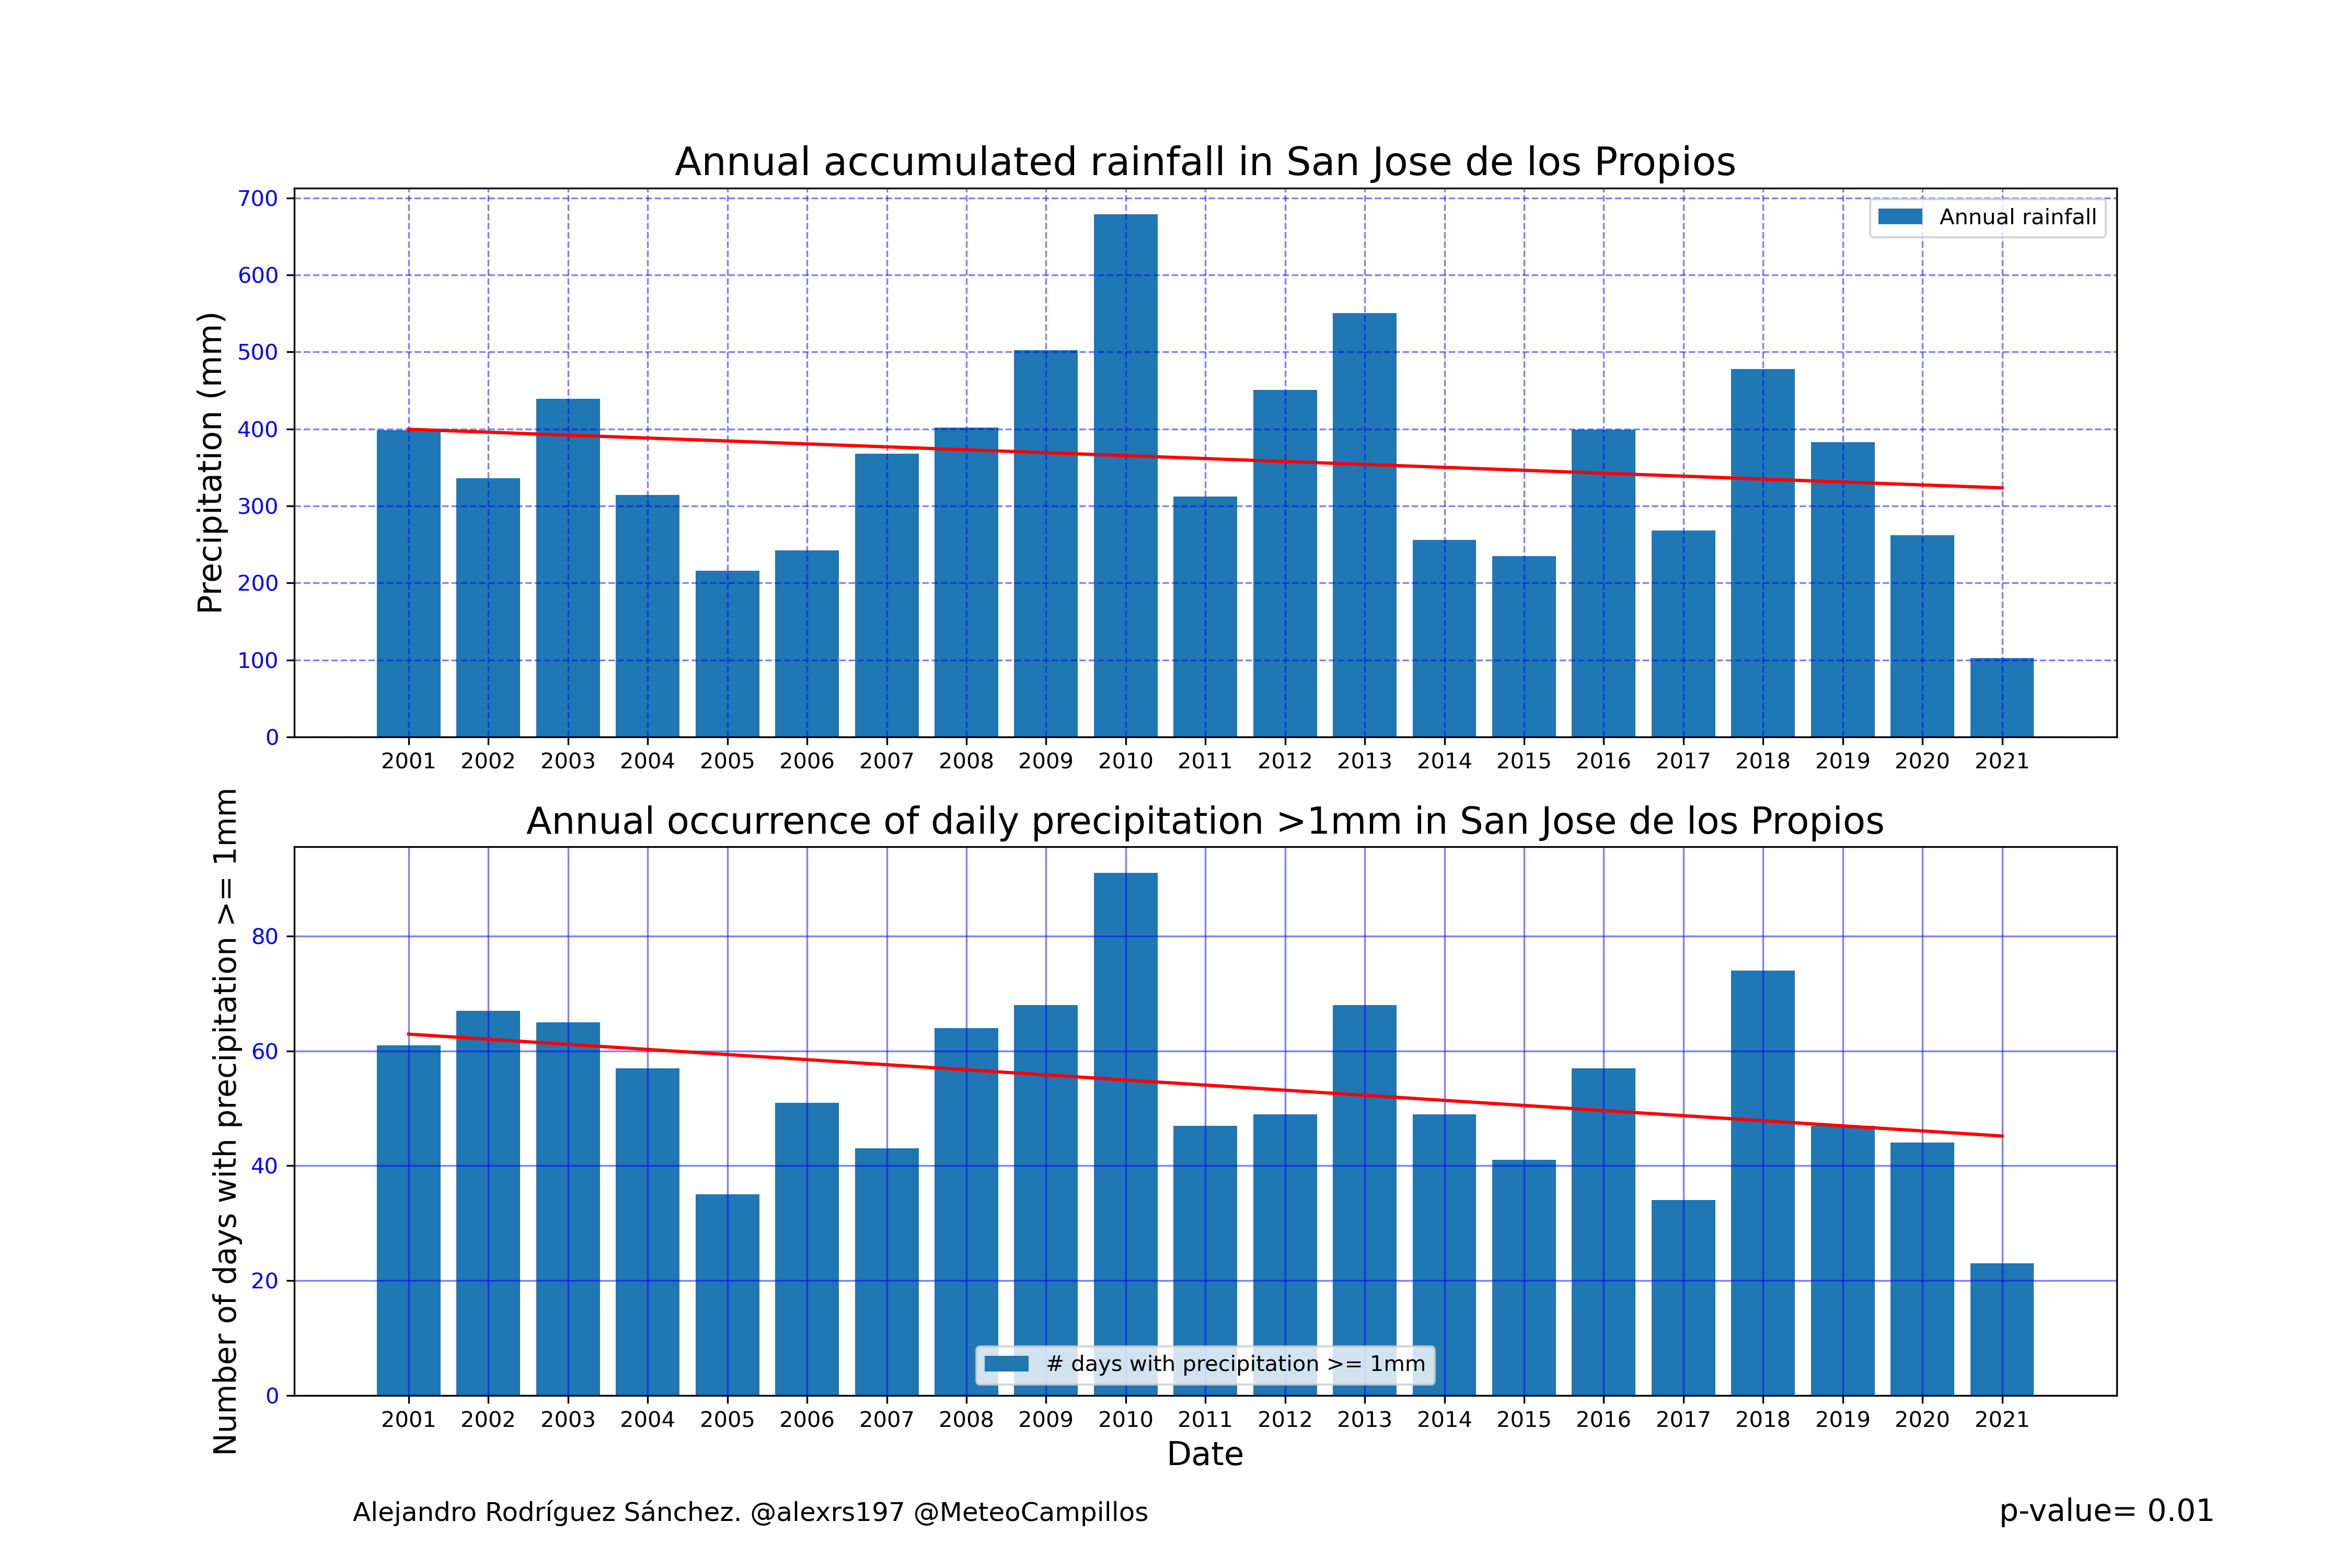 Annual accumulated rainfall in San Jose de los Propios
Precipitation (mm)
700
600
500
400
300
200
100
0
Annual rainfall
2001 2002 2003 2004 2005 2006 2007 2008 2009 2010 2011 2012 2013 2014 2015 2016 2017 2018 2019 2020 2021
Annual occurrence of daily precipitation >1mm in San Jose de los Propios
Number of days with precipitation >= 1mm
80
60
40
20
0
# days with precipitation >= 1mm
2001 2002 2003 2004 2005 2006 2007 2008 2009 2010 2011 2012 2013 2014 2015 2016 2017 2018 2019 2020 2021
Date
Alejandro Rodríguez Sánchez. @alexrs197 @MeteoCampillos
p-value= 0.01